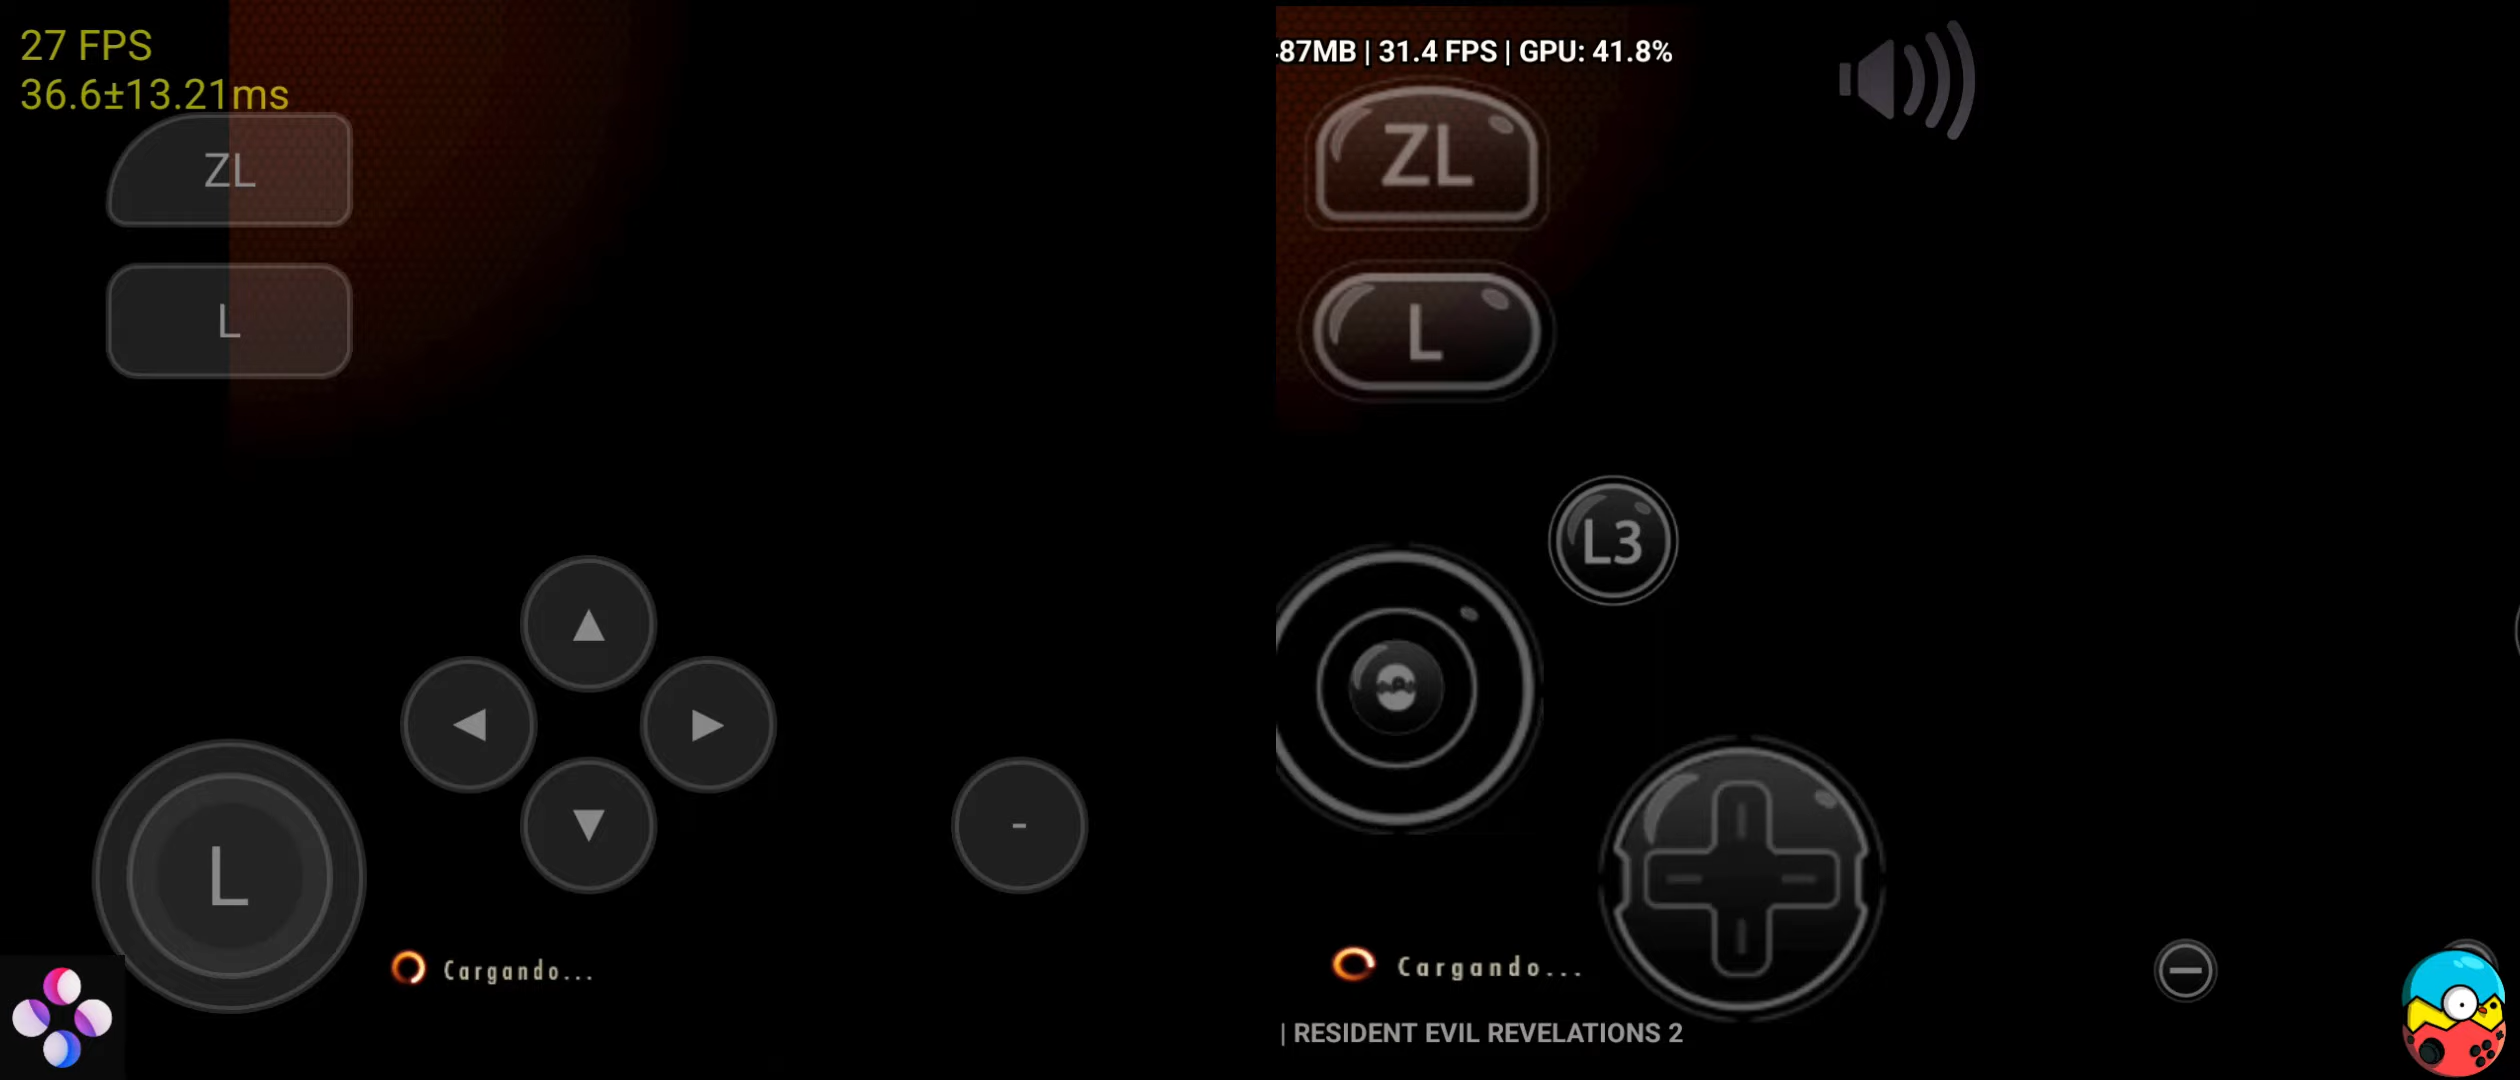 27 FPS
36.6±13.21ms
ZL
L
L
-
Cargando...
87MB | 31.4 FPS | GPU: 41.8%
ZL
L
L3
Cargando...
| RESIDENT EVIL REVELATIONS 2